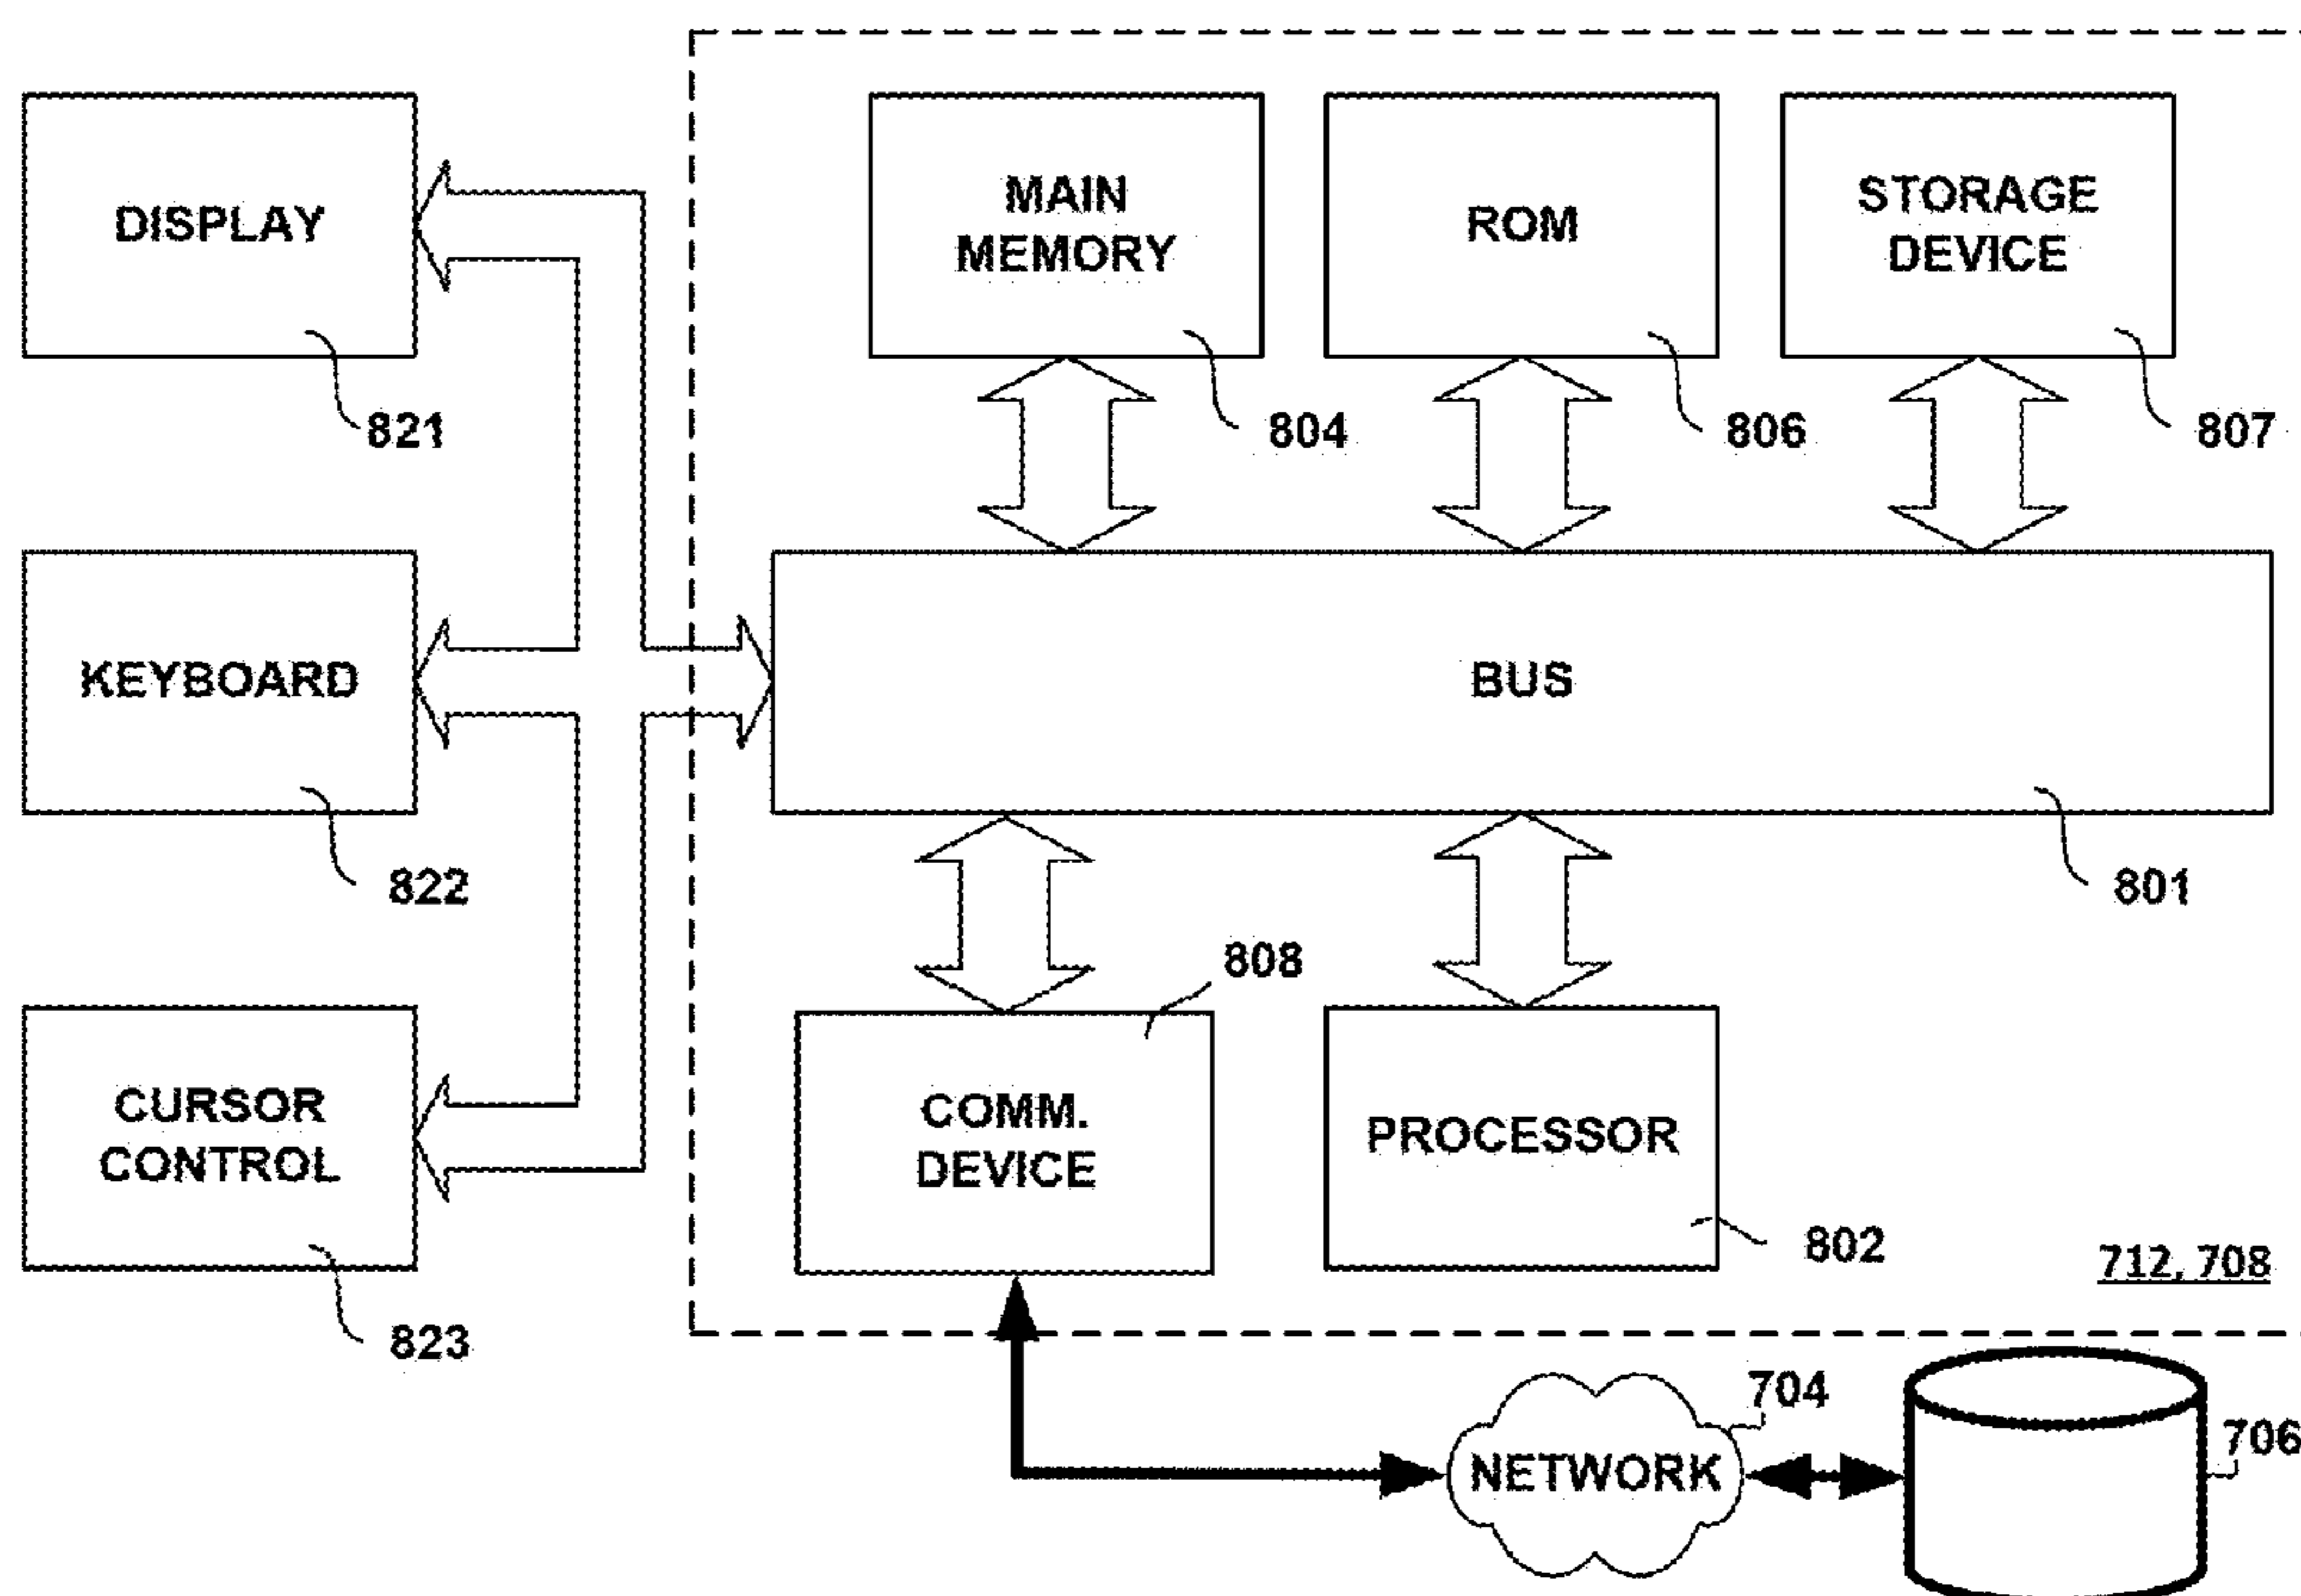 DISPLAY
821
MAIN
MEMORY
804
ROM
806
STORAGE
DEVICE
807
KEYBOARD
822
BUS
801
CURSOR
CONTROL
823
COMM.
DEVICE
808
PROCESSOR
802
712, 708
NETWORK
704
706